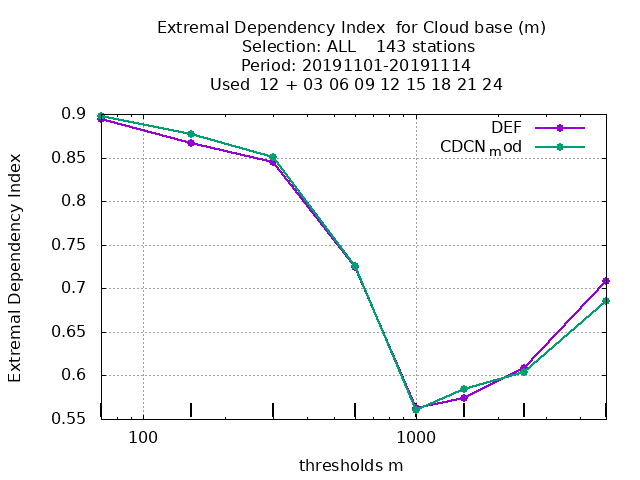 Extremal Dependency Index  for Cloud base (m)
Selection: ALL    143 stations
Period: 20191101-20191114
Used  12 + 03 06 09 12 15 18 21 24
0.9
0.85
0.8
0.75
0.7
0.65
0.6
0.55
Extremal Dependency Index
DEF
CDCN_mod
100
1000
thresholds m